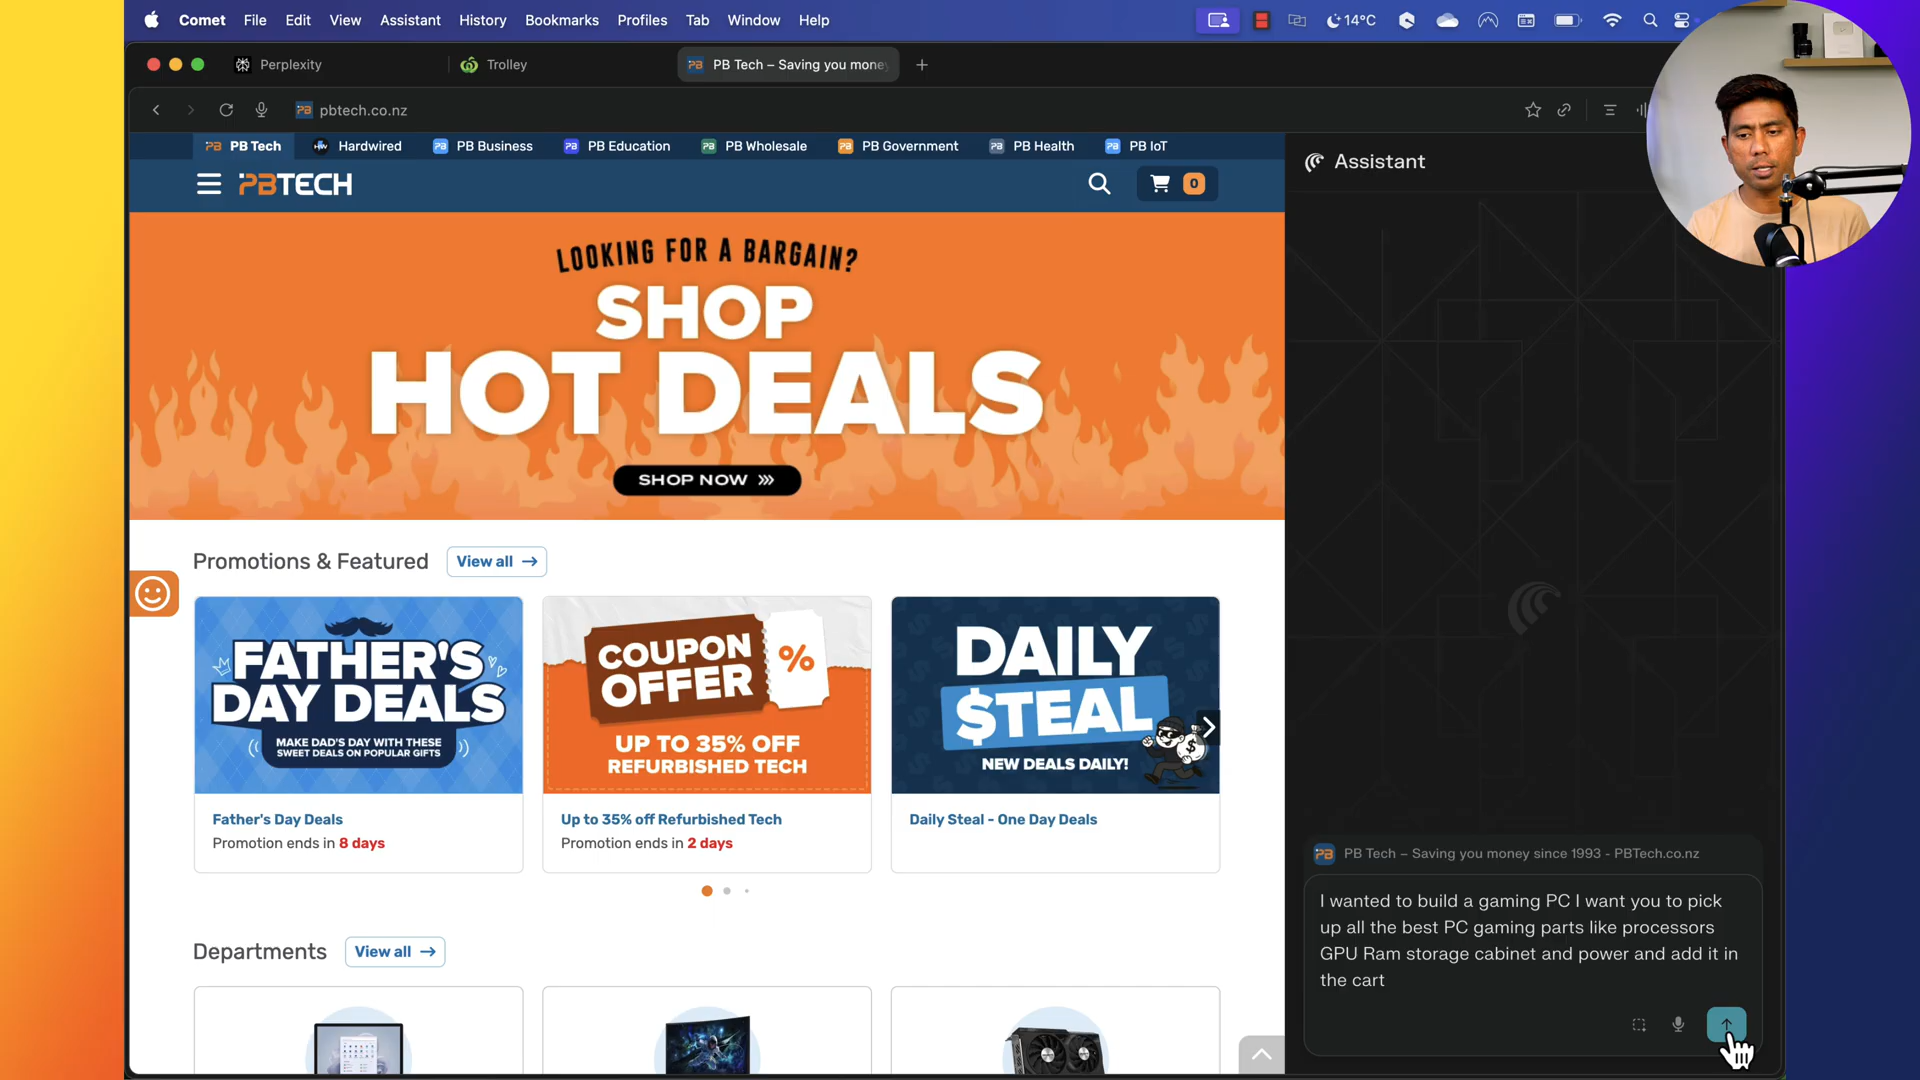 Comet File Edit View Assistant History Bookmarks Profiles Tab Window Help
14°C
Perplexity
Trolley
PB Tech – Saving you money
pbtech.co.nz
PB Tech
Hardwired
PB Business
PB Education
PB Wholesale
PB Government
PB Health
PB IoT
PBTECH
0
LOOKING FOR A BARGAIN?
SHOP
HOT DEALS
SHOP NOW
Promotions & Featured
View all
FATHER'S
DAY DEALS
MAKE DAD'S DAY WITH THESE
SWEET DEALS ON POPULAR GIFTS
Father's Day Deals
Promotion ends in 8 days
COUPON
OFFER
%
UP TO 35% OFF
REFURBISHED TECH
Up to 35% off Refurbished Tech
Promotion ends in 2 days
DAILY
$TEAL
NEW DEALS DAILY!
Daily Steal - One Day Deals
Departments
View all
Assistant
PB Tech – Saving you money since 1993 - PBTech.co.nz
I wanted to build a gaming PC I want you to pick
up all the best PC gaming parts like processors
GPU Ram storage cabinet and power and add it in
the cart